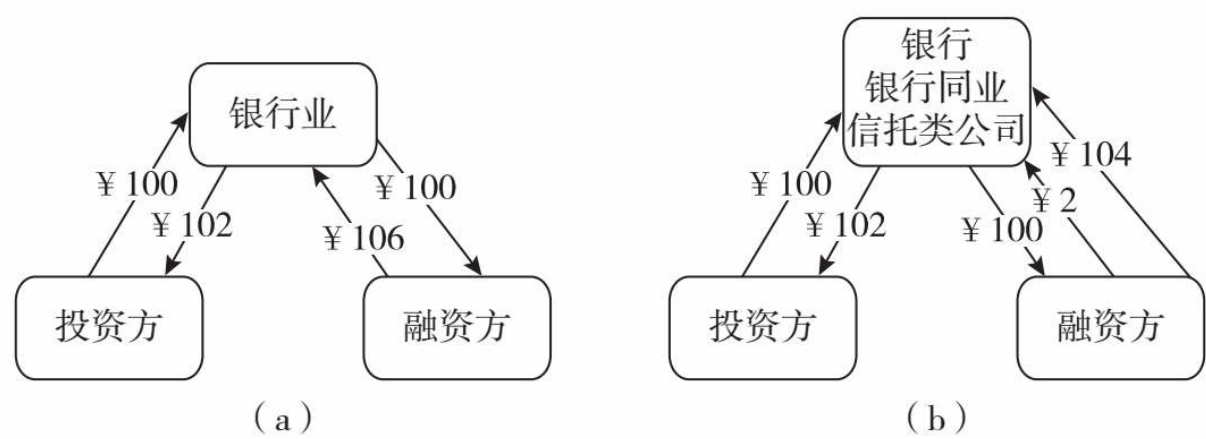 银行业
¥100
¥102
¥106
¥100
投资方
融资方
(a)
银行
银行同业
信托类公司
¥100
¥102
¥100
¥2
¥104
投资方
融资方
(b)